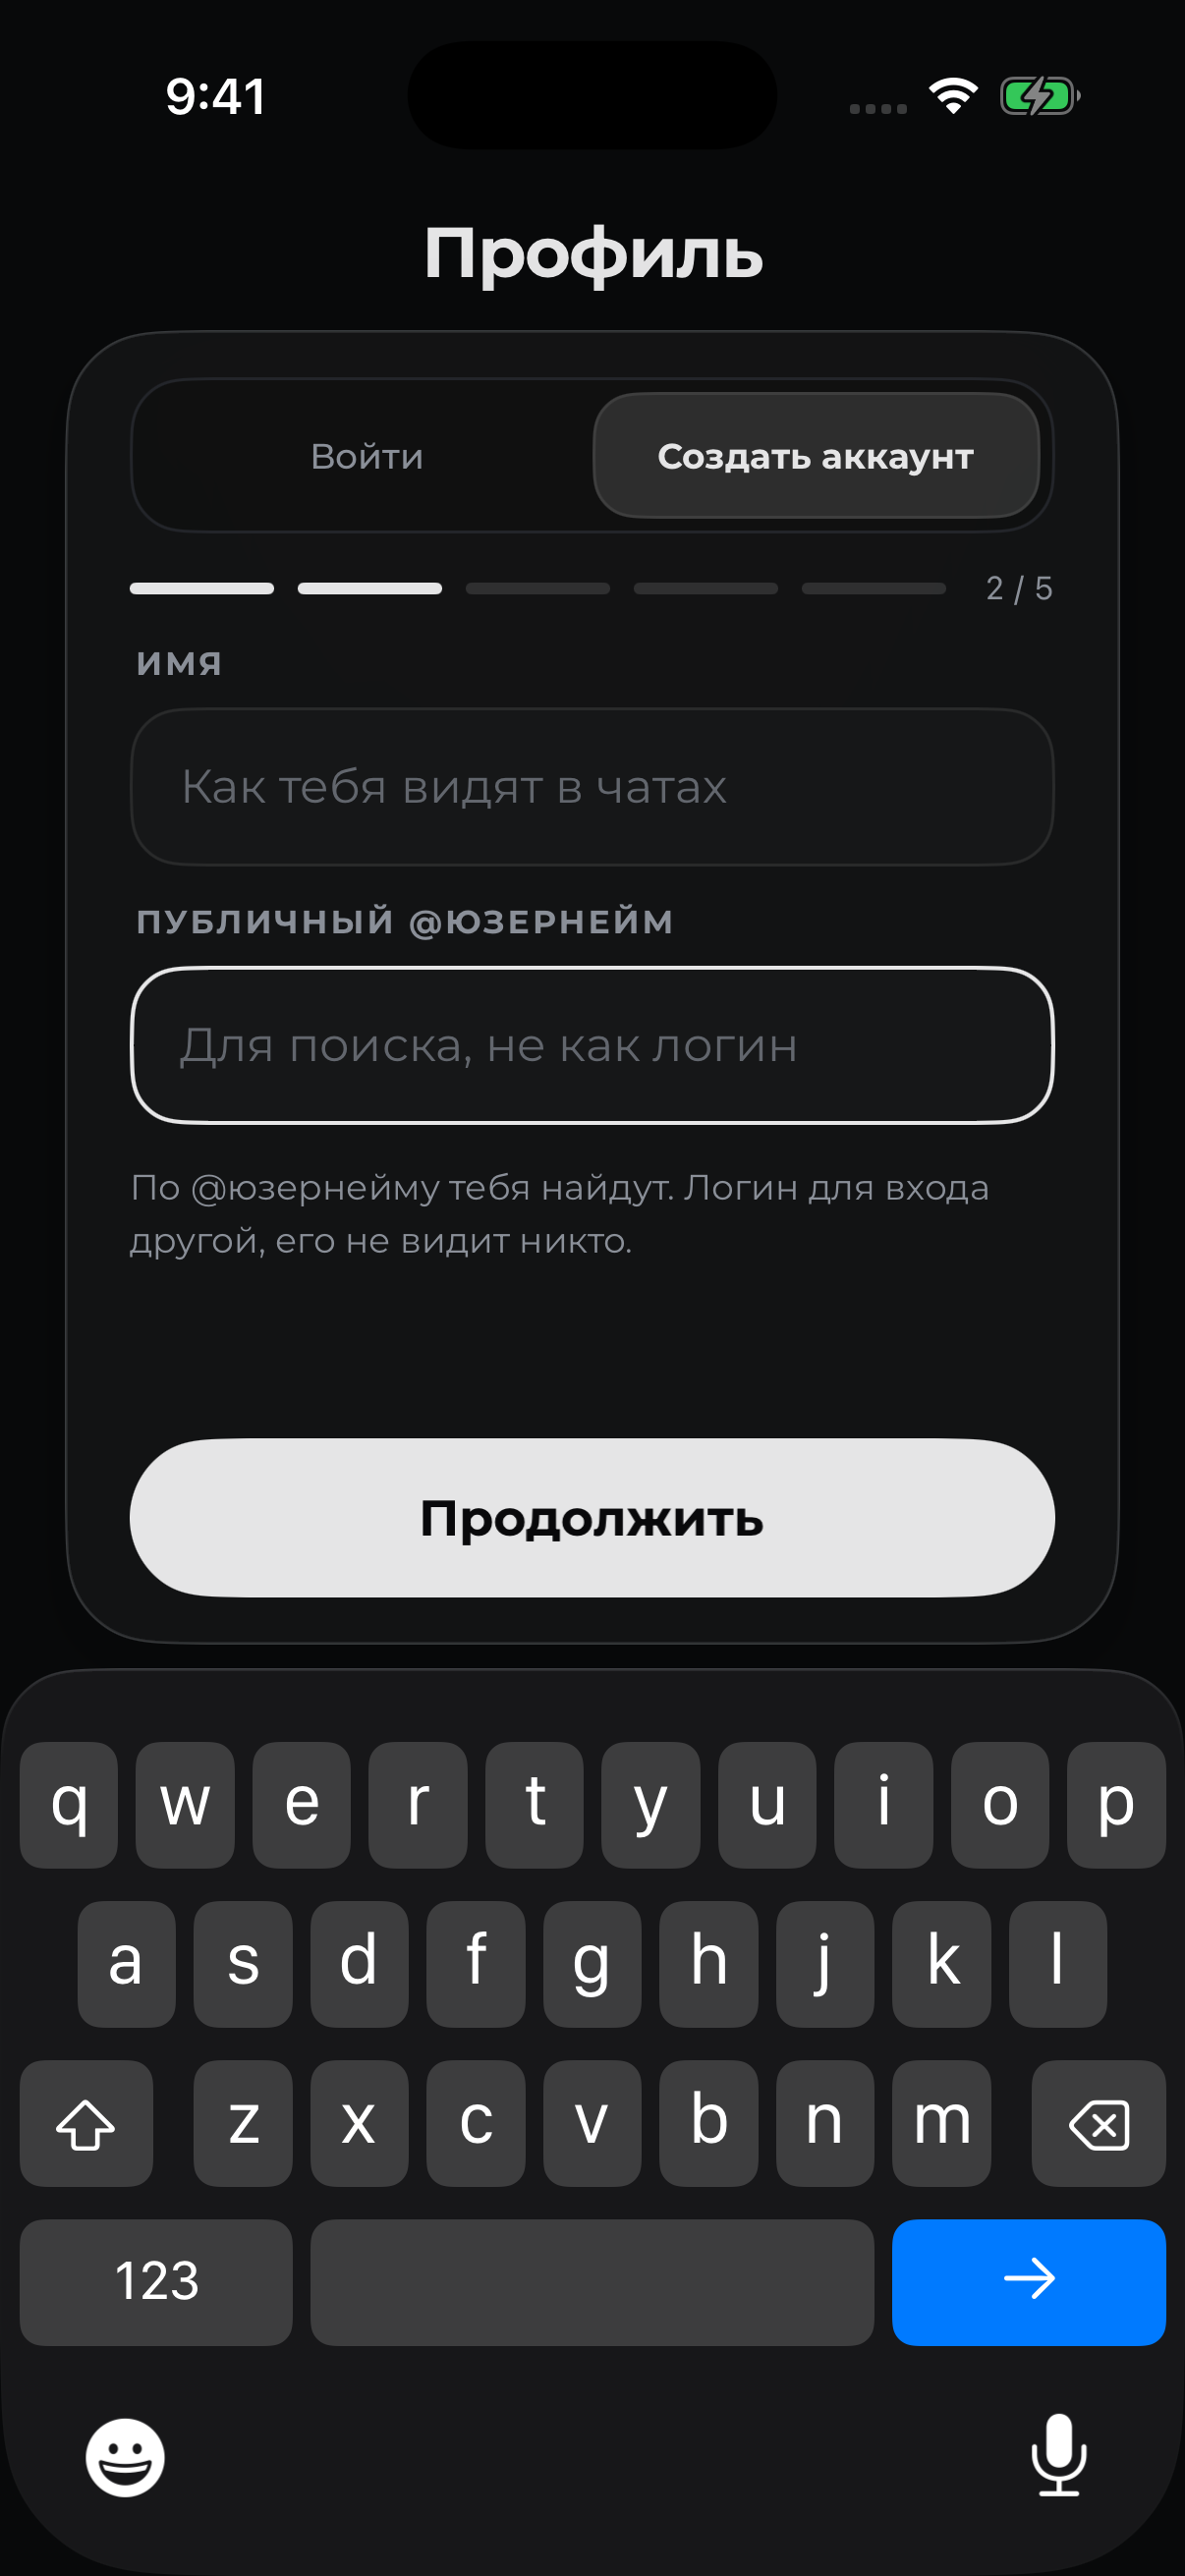 9:41
Профиль
Войти
Создать аккаунт
2 / 5
ИМЯ
Как тебя видят в чатах
ПУБЛИЧНЫЙ @ЮЗЕРНЕЙМ
Для поиска, не как логин
По @юзернейму тебя найдут. Логин для входа
другой, его не видит никто.
Продолжить
q w e r t y u i o p
a s d f g h j k l
z x c v b n m
123